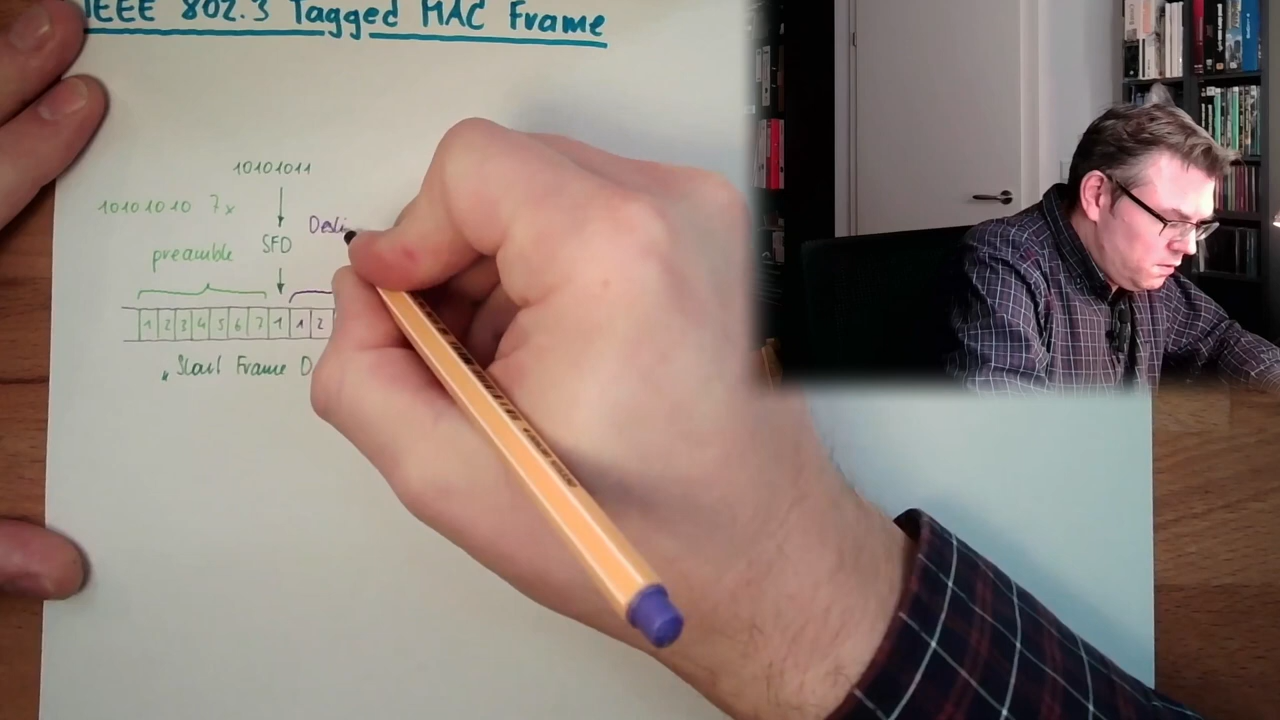 IEEE 802.3 Tagged MAC Frame
10101011
10101010 7x
Desti
SFD
preamble
1 2 3 4 5 6 7 1 1 2
„Start Frame D